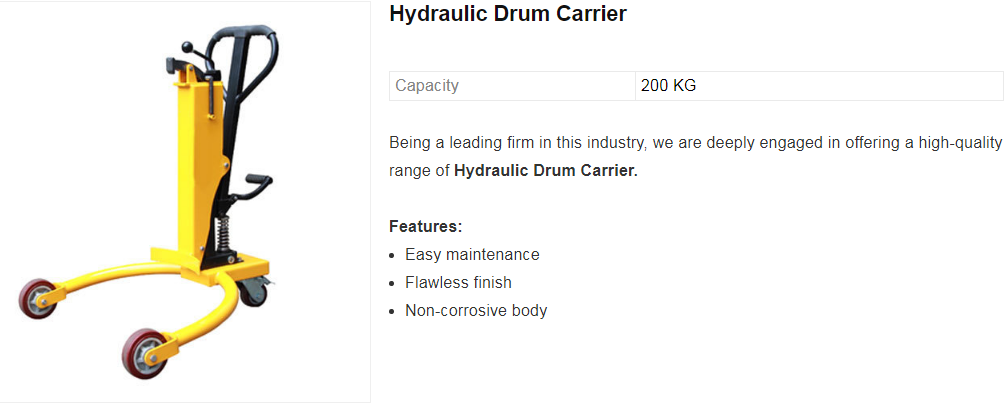 Hydraulic Drum Carrier
Capacity 200 KG
Being a leading firm in this industry, we are deeply engaged in offering a high-quality
range of Hydraulic Drum Carrier.
Features:
• Easy maintenance
• Flawless finish
• Non-corrosive body